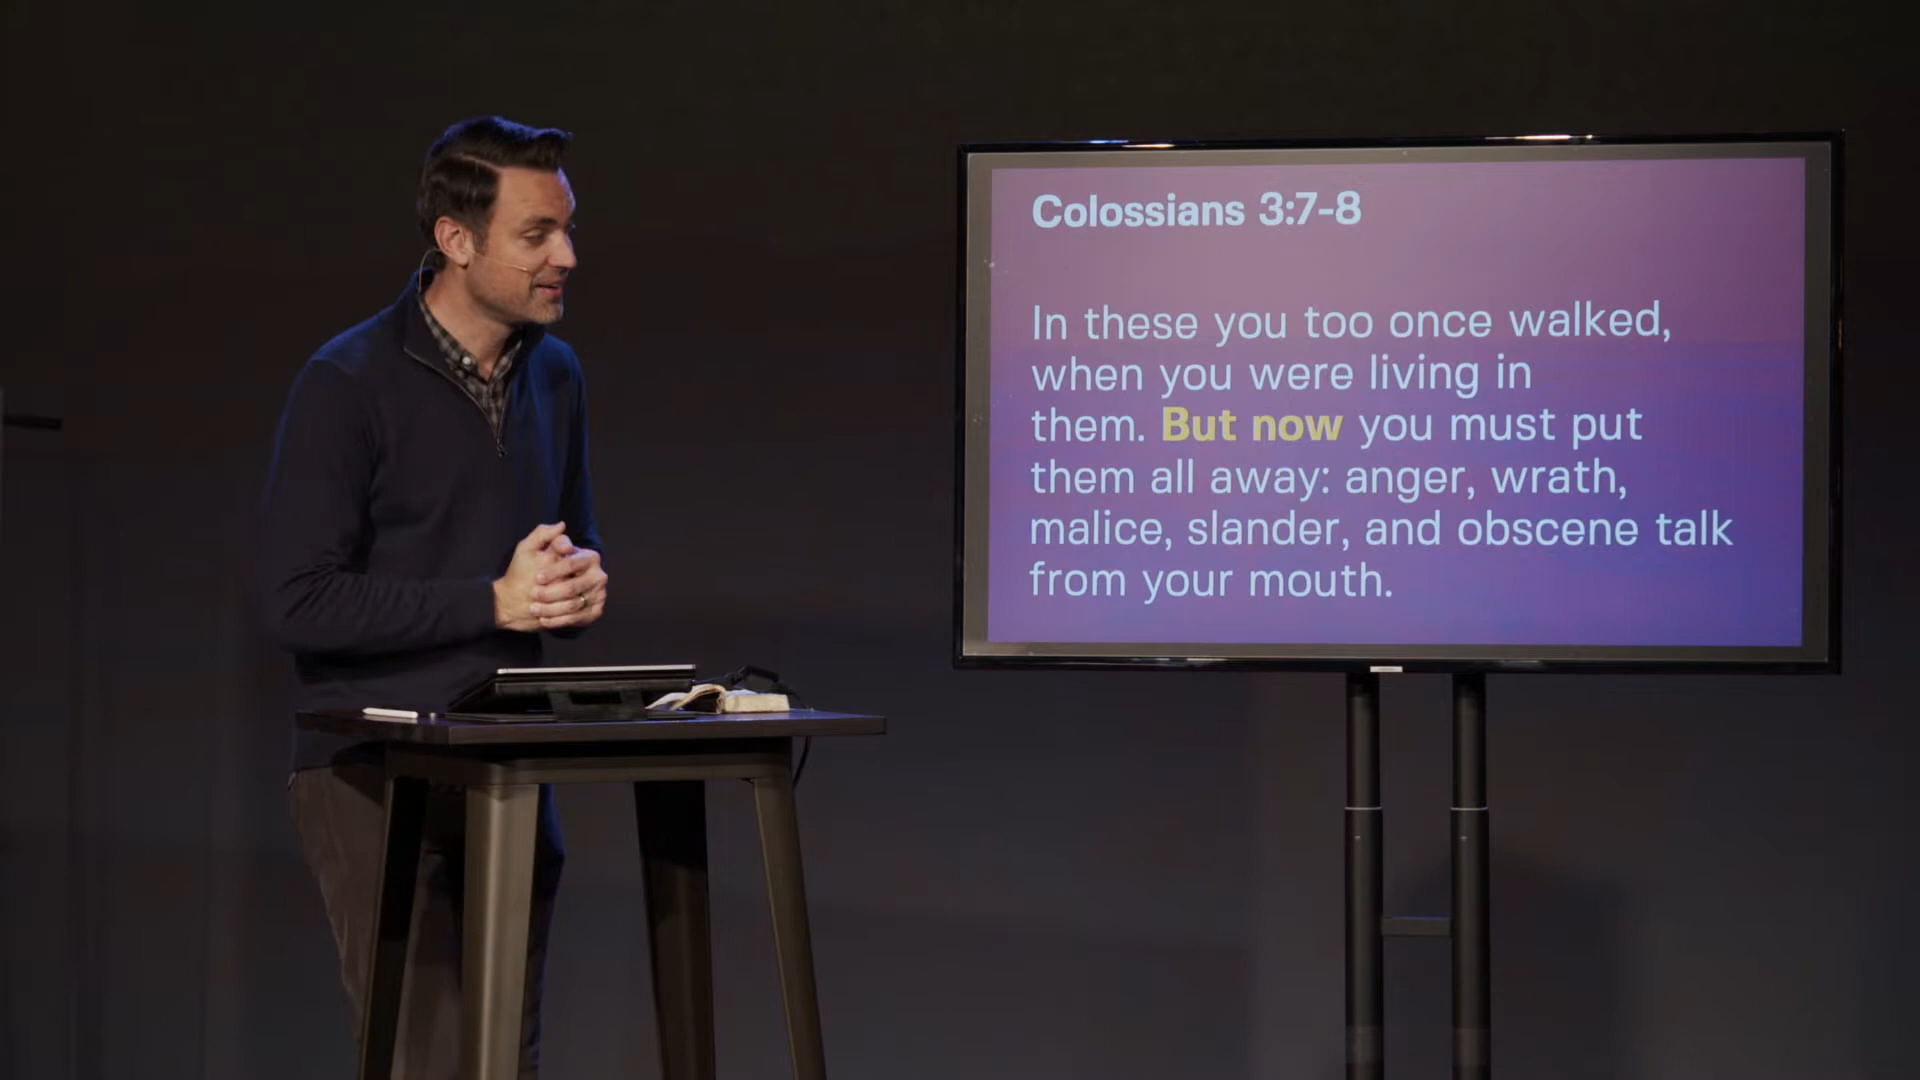 Colossians 3:7-8
In these you too once walked,
when you were living in
them. But now you must put
them all away: anger, wrath,
malice, slander, and obscene talk
from your mouth.